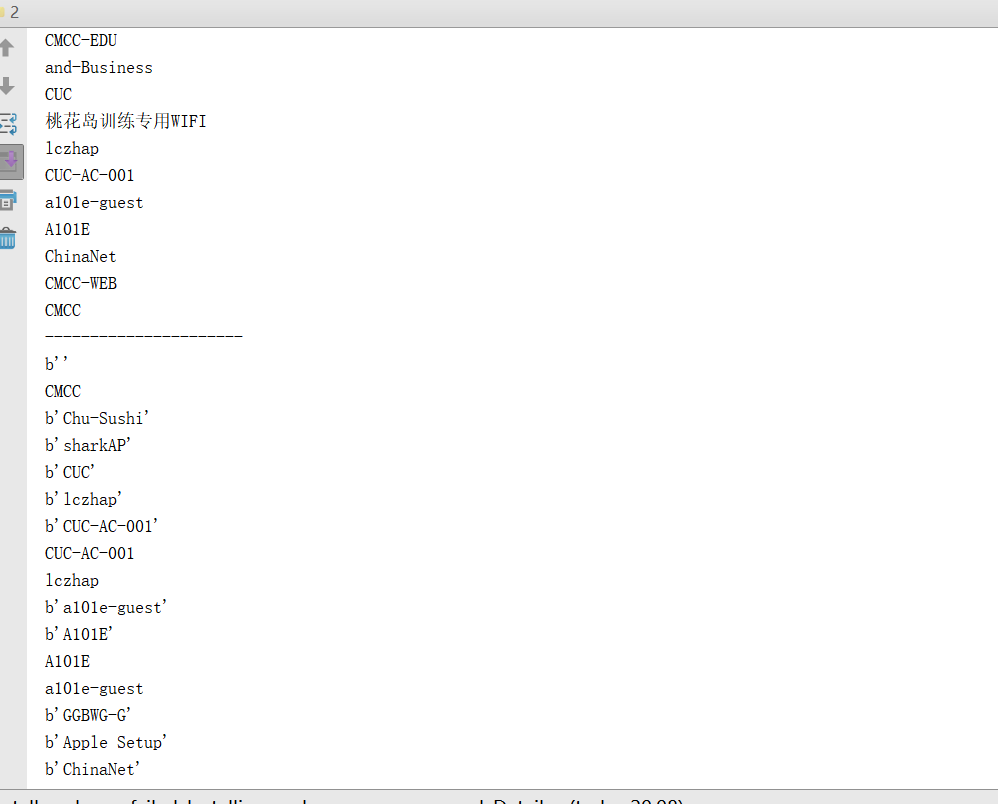 2
CMCC-EDU
and-Business
CUC
桃花岛训练专用WIFI
lczhap
CUC-AC-001
a101e-guest
A101E
ChinaNet
CMCC-WEB
CMCC
----------------------
b''
CMCC
b'Chu-Sushi'
b'sharkAP'
b'CUC'
b'lczhap'
b'CUC-AC-001'
CUC-AC-001
lczhap
b'a101e-guest'
b'A101E'
A101E
a101e-guest
b'GGBWG-G'
b'Apple Setup'
b'ChinaNet'